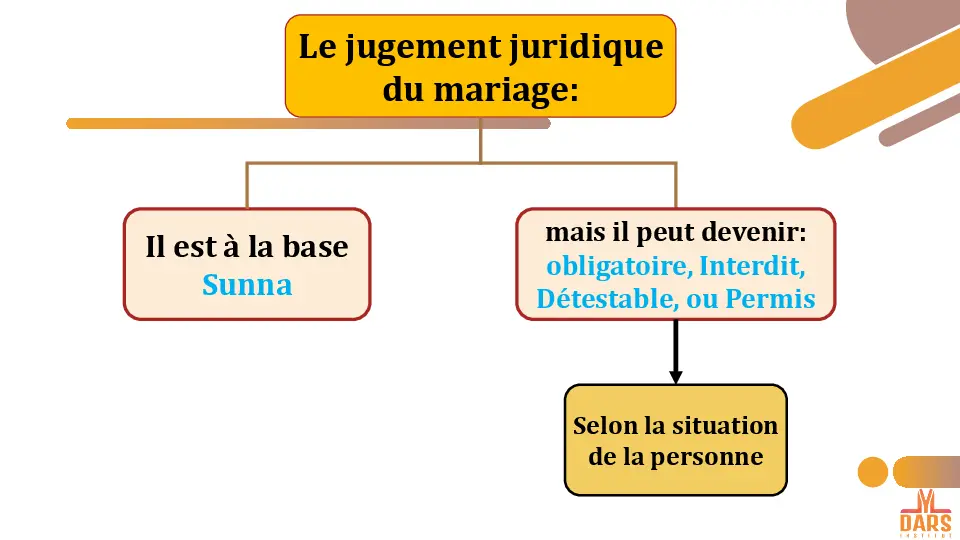 Le jugement juridique
du mariage:
Il est à la base
Sunna
mais il peut devenir:
obligatoire, Interdit,
Détestable, ou Permis
Selon la situation
de la personne
DARS
INSTITUT